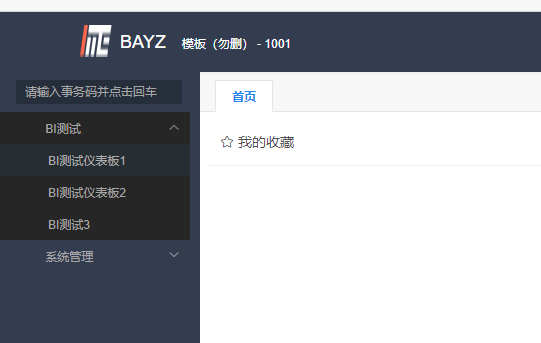 BAYZ 模板（勿删） - 1001
请输入事务码并点击回车
首页
BI测试
我的收藏
BI测试仪表板1
BI测试仪表板2
BI测试3
系统管理